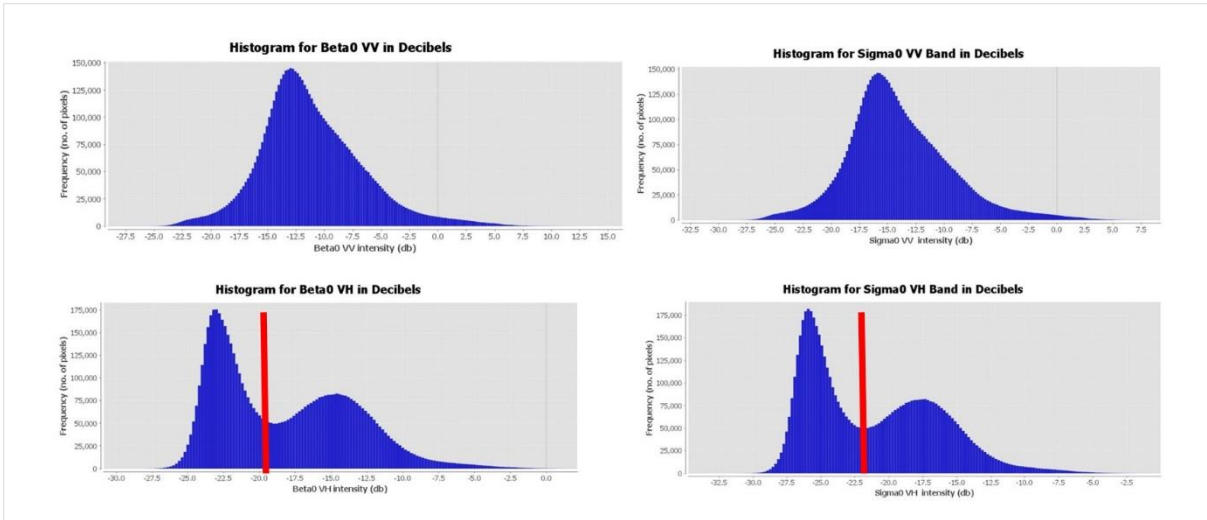 Histogram for Beta0 VV in Decibels
150,000
125,000
100,000
75,000
50,000
25,000
0
Frequency (no. of pixels)
-27.5 -25.0 -22.5 -20.0 -17.5 -15.0 -12.5 -10.0 -7.5 -5.0 -2.5 0.0 2.5 5.0 7.5 10.0 12.5 15.0
Beta0 VV intensity (db)
Histogram for Sigma0 VV Band in Decibels
150,000
125,000
100,000
75,000
50,000
25,000
0
Frequency (no. of pixels)
-32.5 -30.0 -27.5 -25.0 -22.5 -20.0 -17.5 -15.0 -12.5 -10.0 -7.5 -5.0 -2.5 0.0 2.5 5.0 7.5
Sigma0 VV intensity (db)
Histogram for Beta0 VH in Decibels
175,000
150,000
125,000
100,000
75,000
50,000
25,000
0
Frequency (no. of pixels)
-30.0 -27.5 -25.0 -22.5 -20.0 -17.5 -15.0 -12.5 -10.0 -7.5 -5.0 -2.5 0.0
Beta0 VH intensity (db)
Histogram for Sigma0 VH Band in Decibels
175,000
150,000
125,000
100,000
75,000
50,000
25,000
0
Frequency (no. of pixels)
-35.0 -32.5 -30.0 -27.5 -25.0 -22.5 -20.0 -17.5 -15.0 -12.5 -10.0 -7.5 -5.0 -2.5
Sigma0 VH intensity (db)